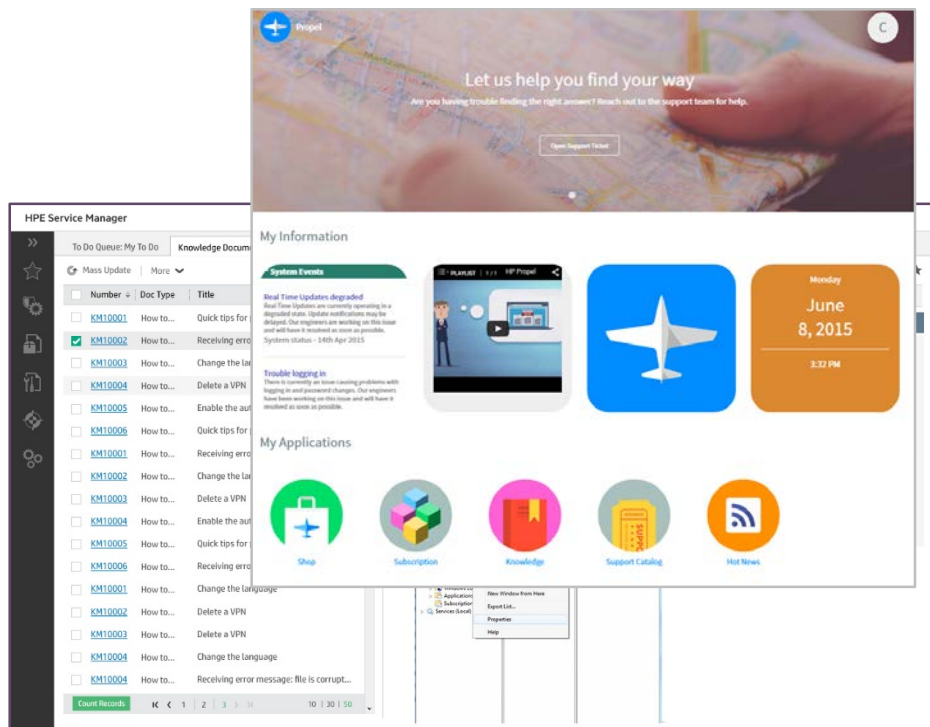 Propel
C
Let us help you find your way
Are you having trouble finding the right answer? Reach out to the support team for help.
Open Support Ticket
My Information
System Events
Real Time Updates degraded
Real Time Updates are currently operating in a
degraded state. Update notifications may be
delayed. Our engineers are working on this issue
and will have it resolved as soon as possible.
System status - 14th Apr 2015
Trouble logging in
There is currently an issue causing problems with
logging in and password changes. Our engineers
have been working on this issue and will have it
resolved as soon as possible.
PLAYLIST 1/1 HP Propel
Monday
June
8, 2015
3:32 PM
My Applications
Shop
Subscription
Knowledge
SUPPO
Support Catalog
Hot News
HPE Service Manager
To Do Queue: My To Do Knowledge Docum
Mass Update More
Number Doc Type Title
KM10001 How to... Quick tips for
KM10002 How to... Receiving erro
KM10003 How to... Change the lan
KM10004 How to... Delete a VPN
KM10005 How to... Enable the aut
KM10006 How to... Quick tips for
KM10001 How to... Receiving erro
KM10002 How to... Change the lan
KM10003 How to... Delete a VPN
KM10004 How to... Enable the aut
KM10005 How to... Quick tips for
KM10006 How to... Receiving erro
KM10001 How to... Change the language
KM10002 How to... Delete a VPN
KM10003 How to... Delete a VPN
KM10004 How to... Change the language
KM10004 How to... Receiving error message: file is corrupt...
Count Records 1 2 3 10 30 50
Applications
Subscription
Services (Local)
New Window from Here
Export List...
Properties
Help